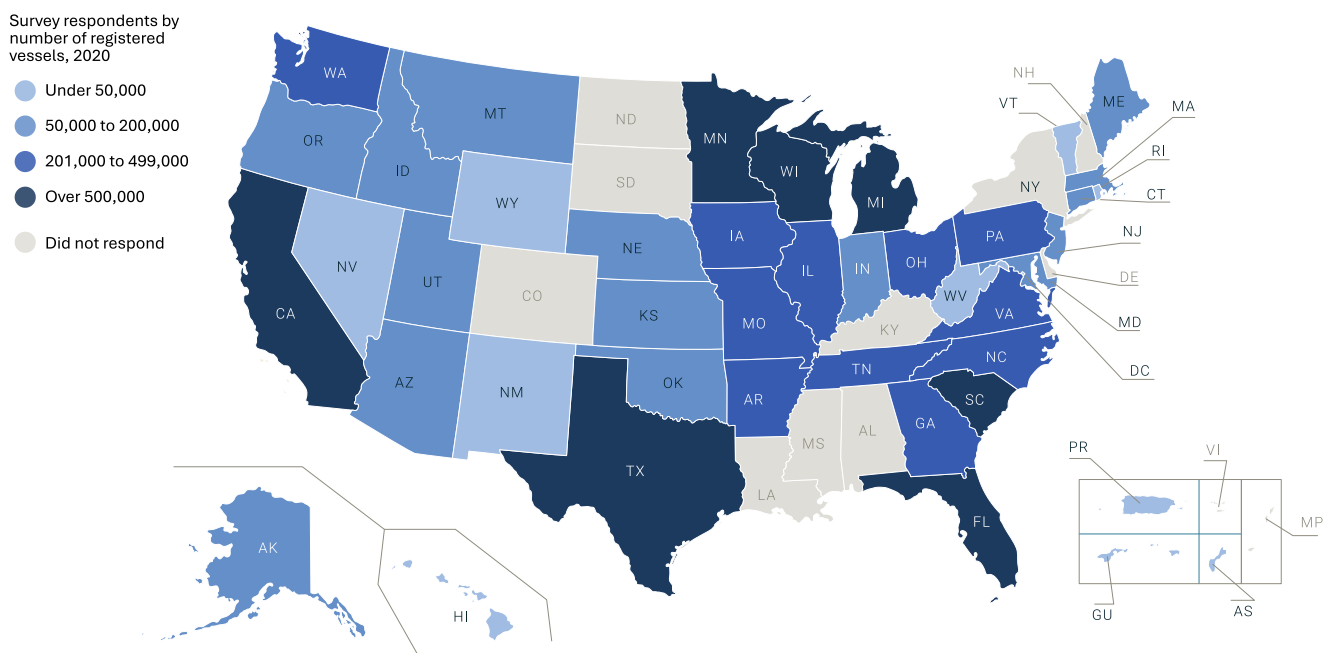 Survey respondents by
number of registered
vessels, 2020
Under 50,000
50,000 to 200,000
201,000 to 499,000
Over 500,000
Did not respond
WA
OR
ID
MT
WY
NV
UT
CA
AZ
CO
NM
ND
SD
NE
KS
OK
TX
MN
IA
MO
AR
LA
WI
IL
MI
IN
OH
KY
TN
MS
AL
GA
FL
SC
NC
VA
WV
PA
NY
VT
NH
ME
MA
RI
CT
NJ
DE
MD
DC
AK
HI
PR
VI
MP
GU
AS